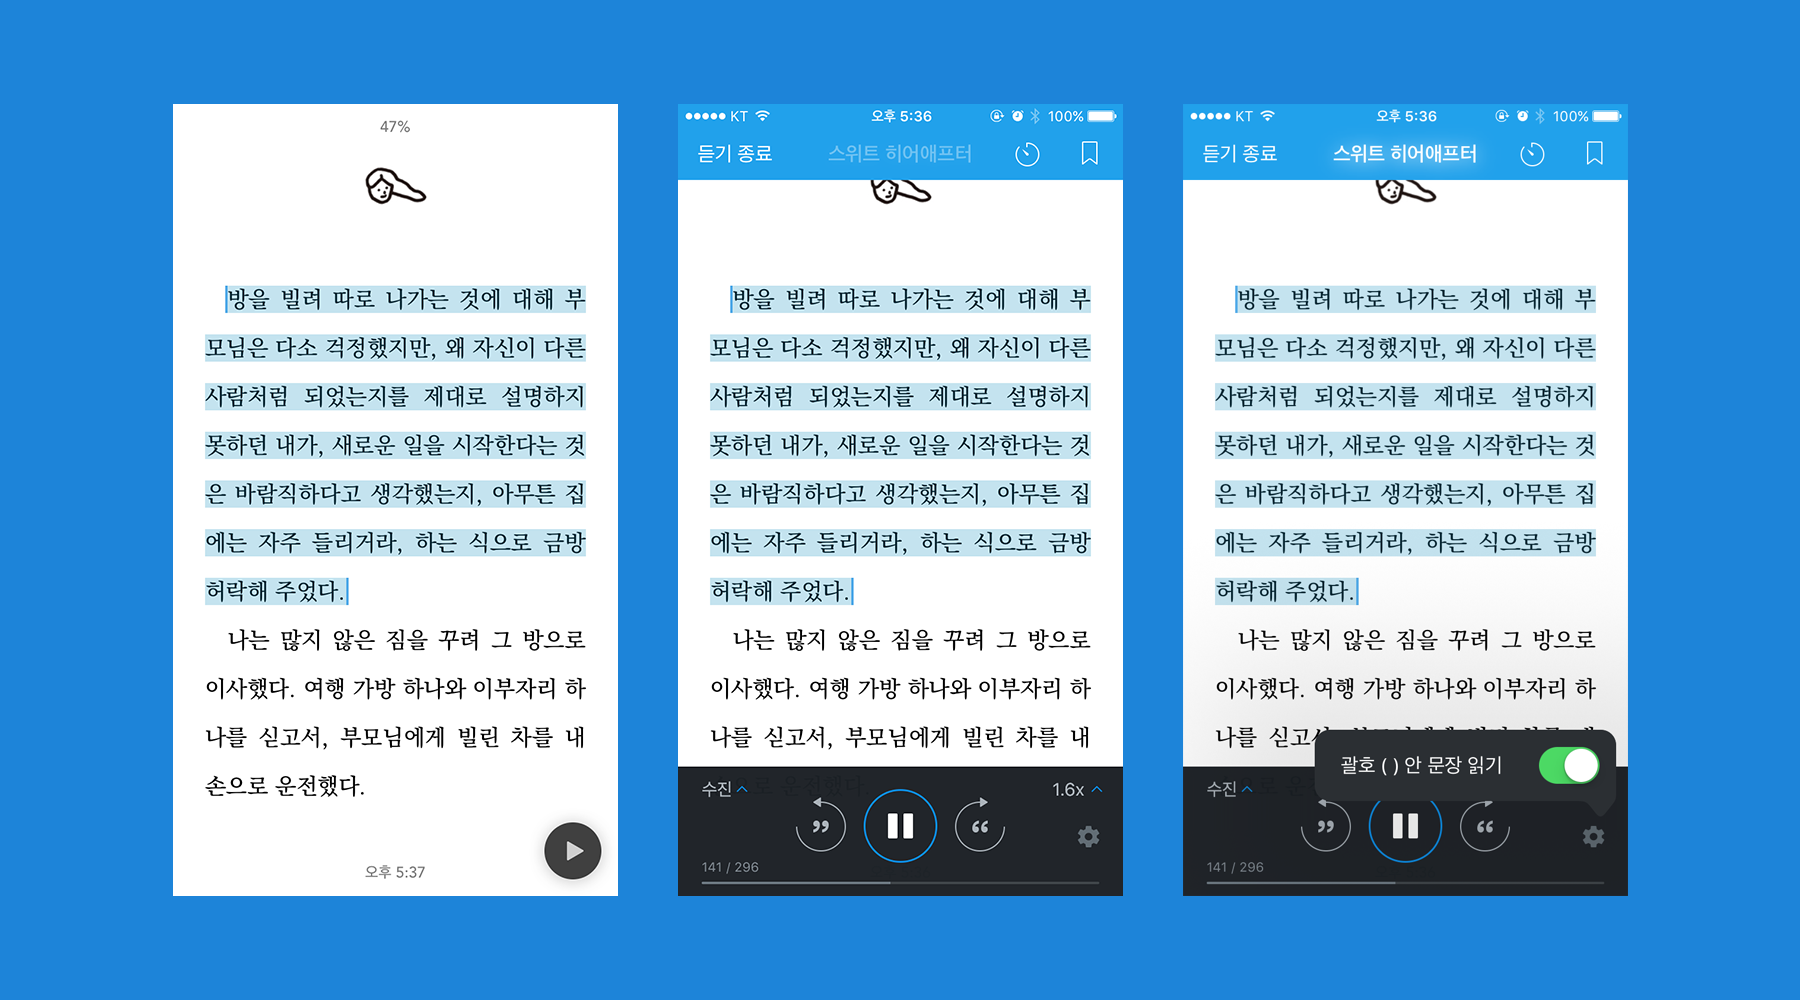 47%
방을 빌려 따로 나가는 것에 대해 부
모님은 다소 걱정했지만, 왜 자신이 다른
사람처럼 되었는지를 제대로 설명하지
못하던 내가, 새로운 일을 시작한다는 것
은 바람직하다고 생각했는지, 아무튼 집
에는 자주 들리거라, 하는 식으로 금방
허락해 주었다.
나는 많지 않은 짐을 꾸려 그 방으로
이사했다. 여행 가방 하나와 이부자리 하
나를 싣고서, 부모님에게 빌린 차를 내
손으로 운전했다.
오후 5:37
KT 오후 5:36 100%
듣기 종료 스위트 히어애프터
방을 빌려 따로 나가는 것에 대해 부
모님은 다소 걱정했지만, 왜 자신이 다른
사람처럼 되었는지를 제대로 설명하지
못하던 내가, 새로운 일을 시작한다는 것
은 바람직하다고 생각했는지, 아무튼 집
에는 자주 들리거라, 하는 식으로 금방
허락해 주었다.
나는 많지 않은 짐을 꾸려 그 방으로
이사했다. 여행 가방 하나와 이부자리 하
나를 싣고서, 부모님에게 빌린 차를 내
수진 1.6x
141 / 296
KT 오후 5:36 100%
듣기 종료 스위트 히어애프터
방을 빌려 따로 나가는 것에 대해 부
모님은 다소 걱정했지만, 왜 자신이 다른
사람처럼 되었는지를 제대로 설명하지
못하던 내가, 새로운 일을 시작한다는 것
은 바람직하다고 생각했는지, 아무튼 집
에는 자주 들리거라, 하는 식으로 금방
허락해 주었다.
나는 많지 않은 짐을 꾸려 그 방으로
이사했다. 여행 가방 하나와 이부자리 하
나를
괄호 ( ) 안 문장 읽기
수진
141 / 296